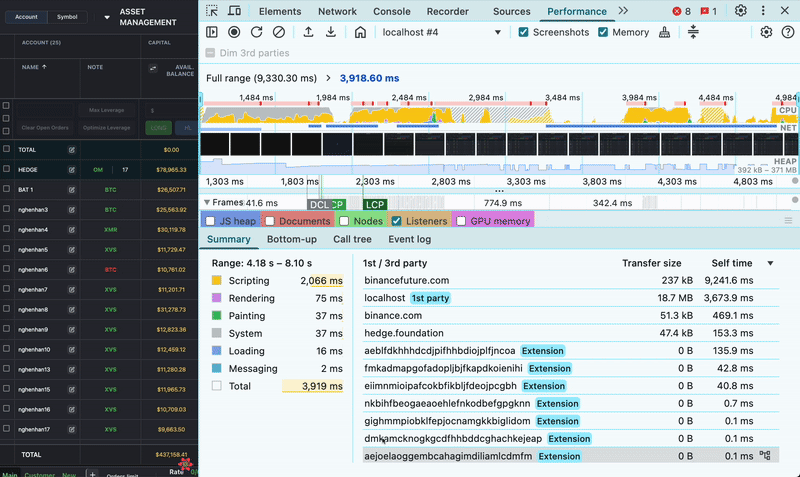 Account Symbol ASSET MANAGEMENT
ACCOUNT (25) CAPITAL
NAME NOTE AVAIL. BALANCE
Max Leverage $
Clear Open Orders Optimize Leverage LONG
TOTAL $0.00
HEDGE OM 17 $78,965.33
BAT 1 BTC $26,507.71
nghenhan3 BTC $25,563.92
nghenhan4 XMR $30,119.78
nghenhan5 XVS $11,729.47
nghenhan6 BTC $10,761.02
nghenhan7 XVS $11,201.71
nghenhan8 XVS $31,278.73
nghenhan9 XVS $12,823.36
nghenhan10 XVS $12,459.12
nghenhan13 XVS $11,280.28
nghenhan15 XVS $11,965.73
nghenhan16 XVS $10,709.03
nghenhan17 XVS $9,663.50
TOTAL $437,158.41
Main Customer New + Orders limit Rate
Elements Network Console Recorder Sources Performance 8 1
localhost #4 Screenshots Memory
Dim 3rd parties
Full range (9,330.30 ms) 3,918.60 ms
1,484 ms 1,984 ms 2,484 ms 2,984 ms 3,484 ms 3,984 ms 4,484 ms 4,984
CPU
NET
HEAP
392 kB – 371 MB
1,303 ms 1,803 ms 2,303 ms 2,803 ms 3,303 ms 3,803 ms 4,303 ms 4,803 ms
Frames 41.6 ms DCL CP LCP 774.9 ms 342.4 ms
JS heap Documents Nodes Listeners GPU memory
Summary Bottom-up Call tree Event log
Range: 4.18 s – 8.10 s
Scripting 2,066 ms
Rendering 75 ms
Painting 37 ms
System 37 ms
Loading 16 ms
Messaging 2 ms
Total 3,919 ms
1st / 3rd party Transfer size Self time
binancefuture.com 237 kB 9,241.6 ms
localhost 1st party 18.7 MB 3,673.9 ms
binance.com 51.3 kB 469.1 ms
hedge.foundation 47.4 kB 153.3 ms
aeblfdkhhhdcdjpifhhbdiojplfjncoa Extension 0 B 135.9 ms
fmkadmapgofadopljbjfkapdkoienihi Extension 0 B 42.8 ms
eiimnmioipafcokbfikbljfdeojpcgbh Extension 0 B 40.8 ms
nkbihfbeogaeaoehlefnkodbefgpgknn Extension 0 B 0.7 ms
gighmmpiobklfepjocnamgkkbiglidom Extension 0 B 0.1 ms
dmkamcknogkgcdfhhbddcghachkejeap Extension 0 B 0.1 ms
aejoelaoggembcahagimdiliamlcdmfm Extension 0 B 0.1 ms